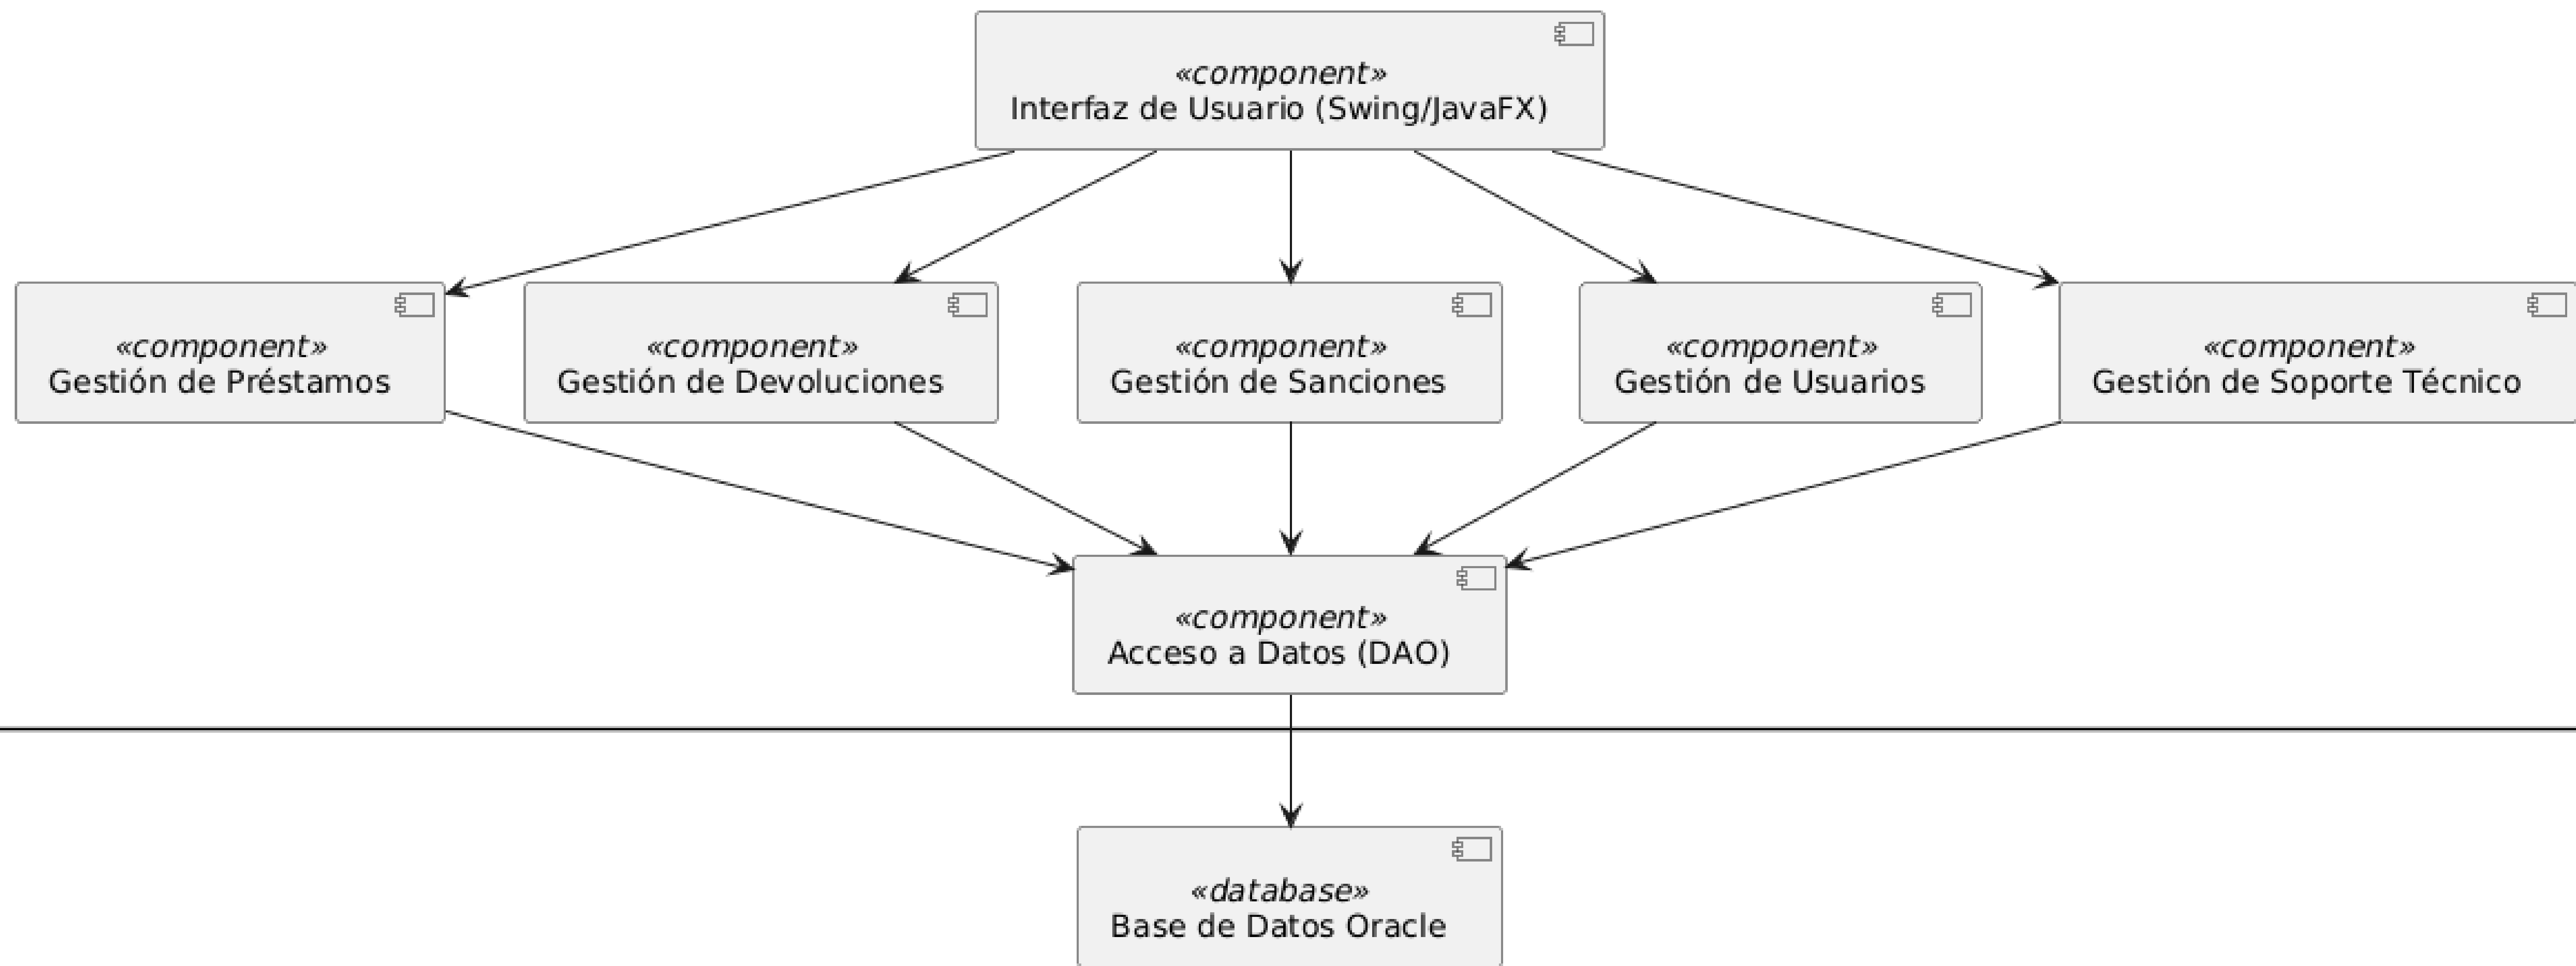 «component»
Interfaz de Usuario (Swing/JavaFX)
«component»
Gestión de Préstamos
«component»
Gestión de Devoluciones
«component»
Gestión de Sanciones
«component»
Gestión de Usuarios
«component»
Gestión de Soporte Técnico
«component»
Acceso a Datos (DAO)
«database»
Base de Datos Oracle